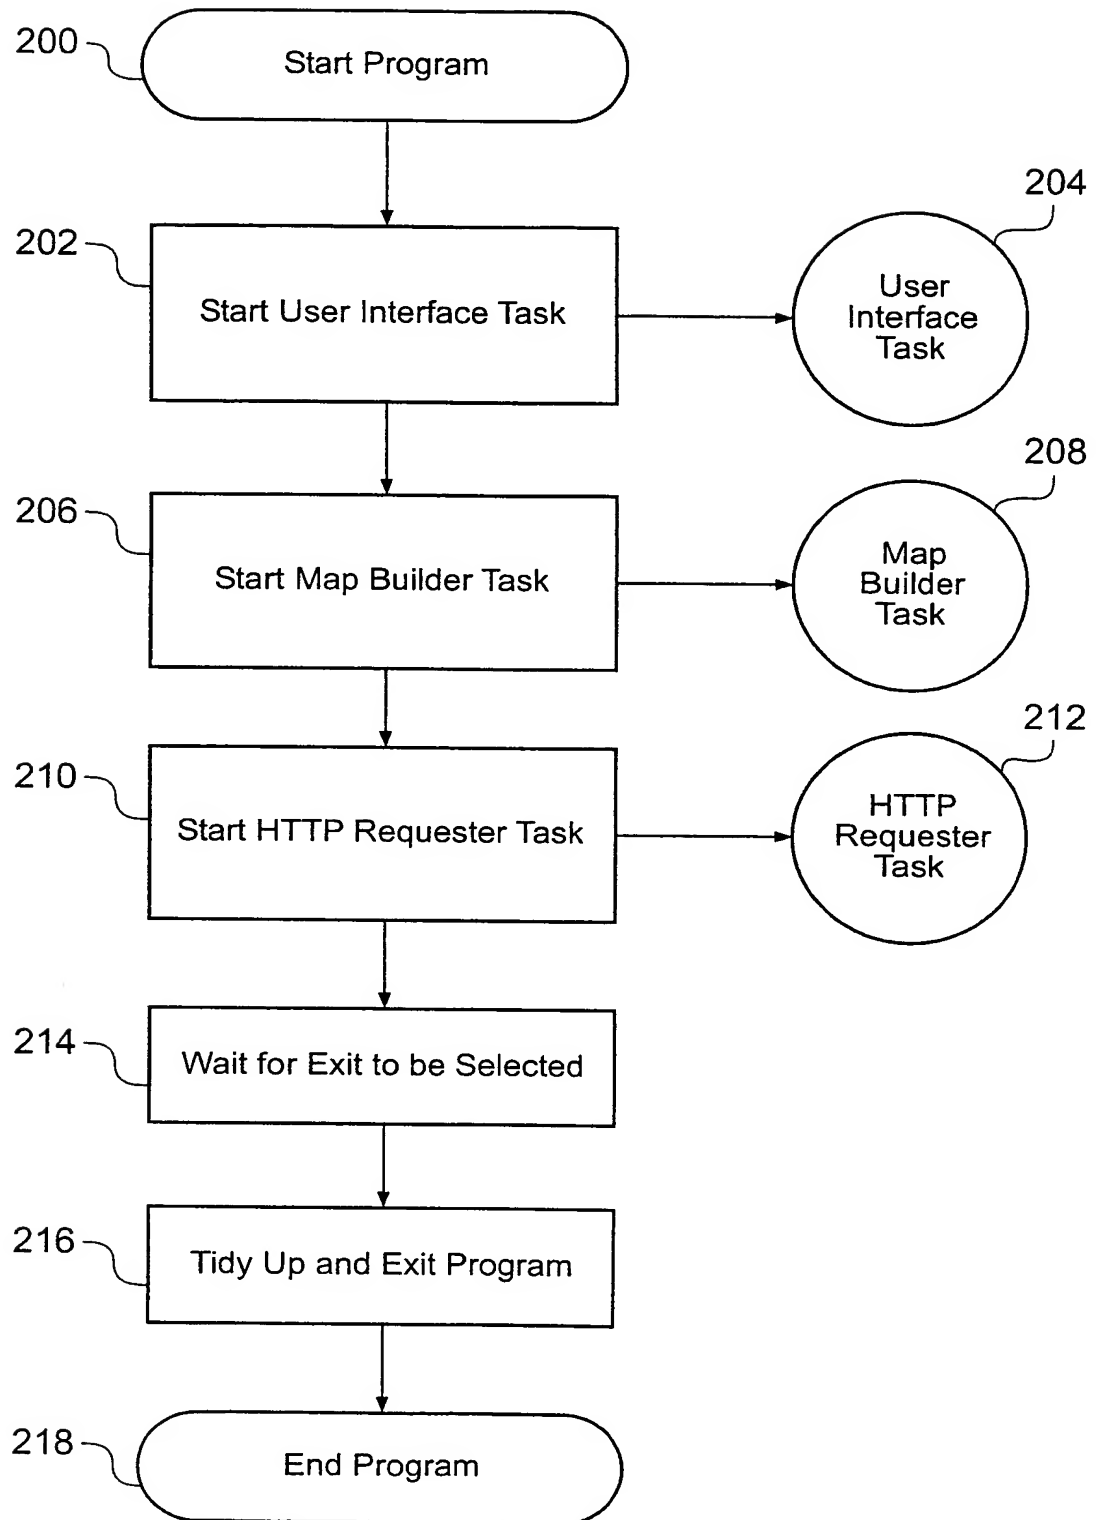 200
Start Program
204
202
Start User Interface Task
User
Interface
Task
208
206
Start Map Builder Task
Map
Builder
Task
212
210
Start HTTP Requester Task
HTTP
Requester
Task
214
Wait for Exit to be Selected
216
Tidy Up and Exit Program
218
End Program